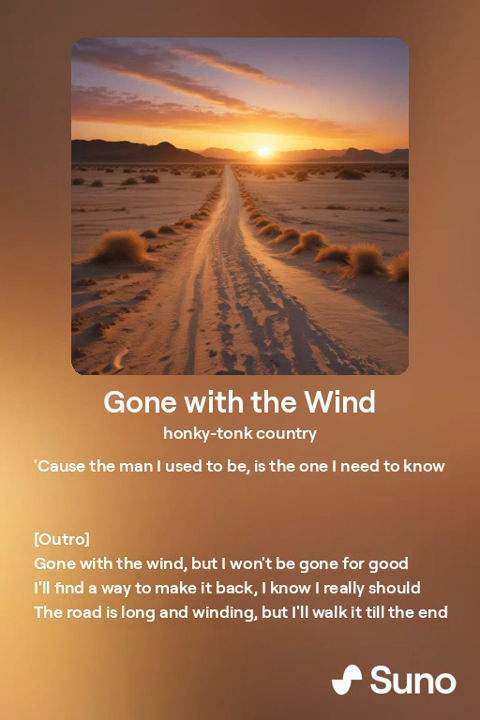 Gone with the Wind
honky-tonk country
'Cause the man I used to be, is the one I need to know
[Outro]
Gone with the wind, but I won't be gone for good
I'll find a way to make it back, I know I really should
The road is long and winding, but I'll walk it till the end
Suno